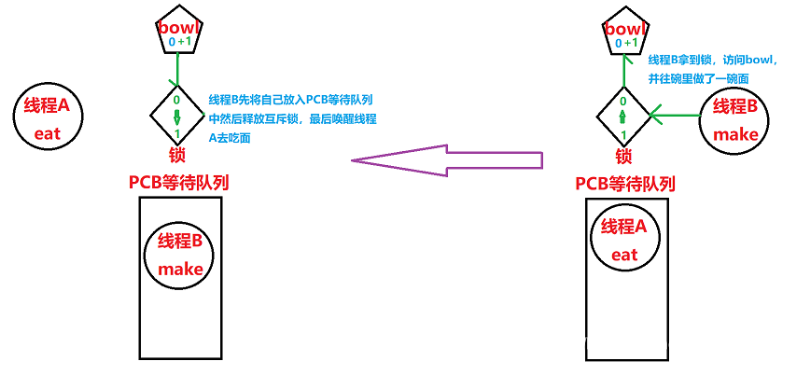 bowl
0+1
线程A
eat
0
1
线程B先将自己放入PCB等待队列
中然后释放互斥锁，最后唤醒线程
A去吃面
锁
PCB等待队列
线程B
make
bowl
0+1
线程B拿到锁，访问bowl，
并往碗里做了一碗面
0
1
线程B
make
锁
PCB等待队列
线程A
eat